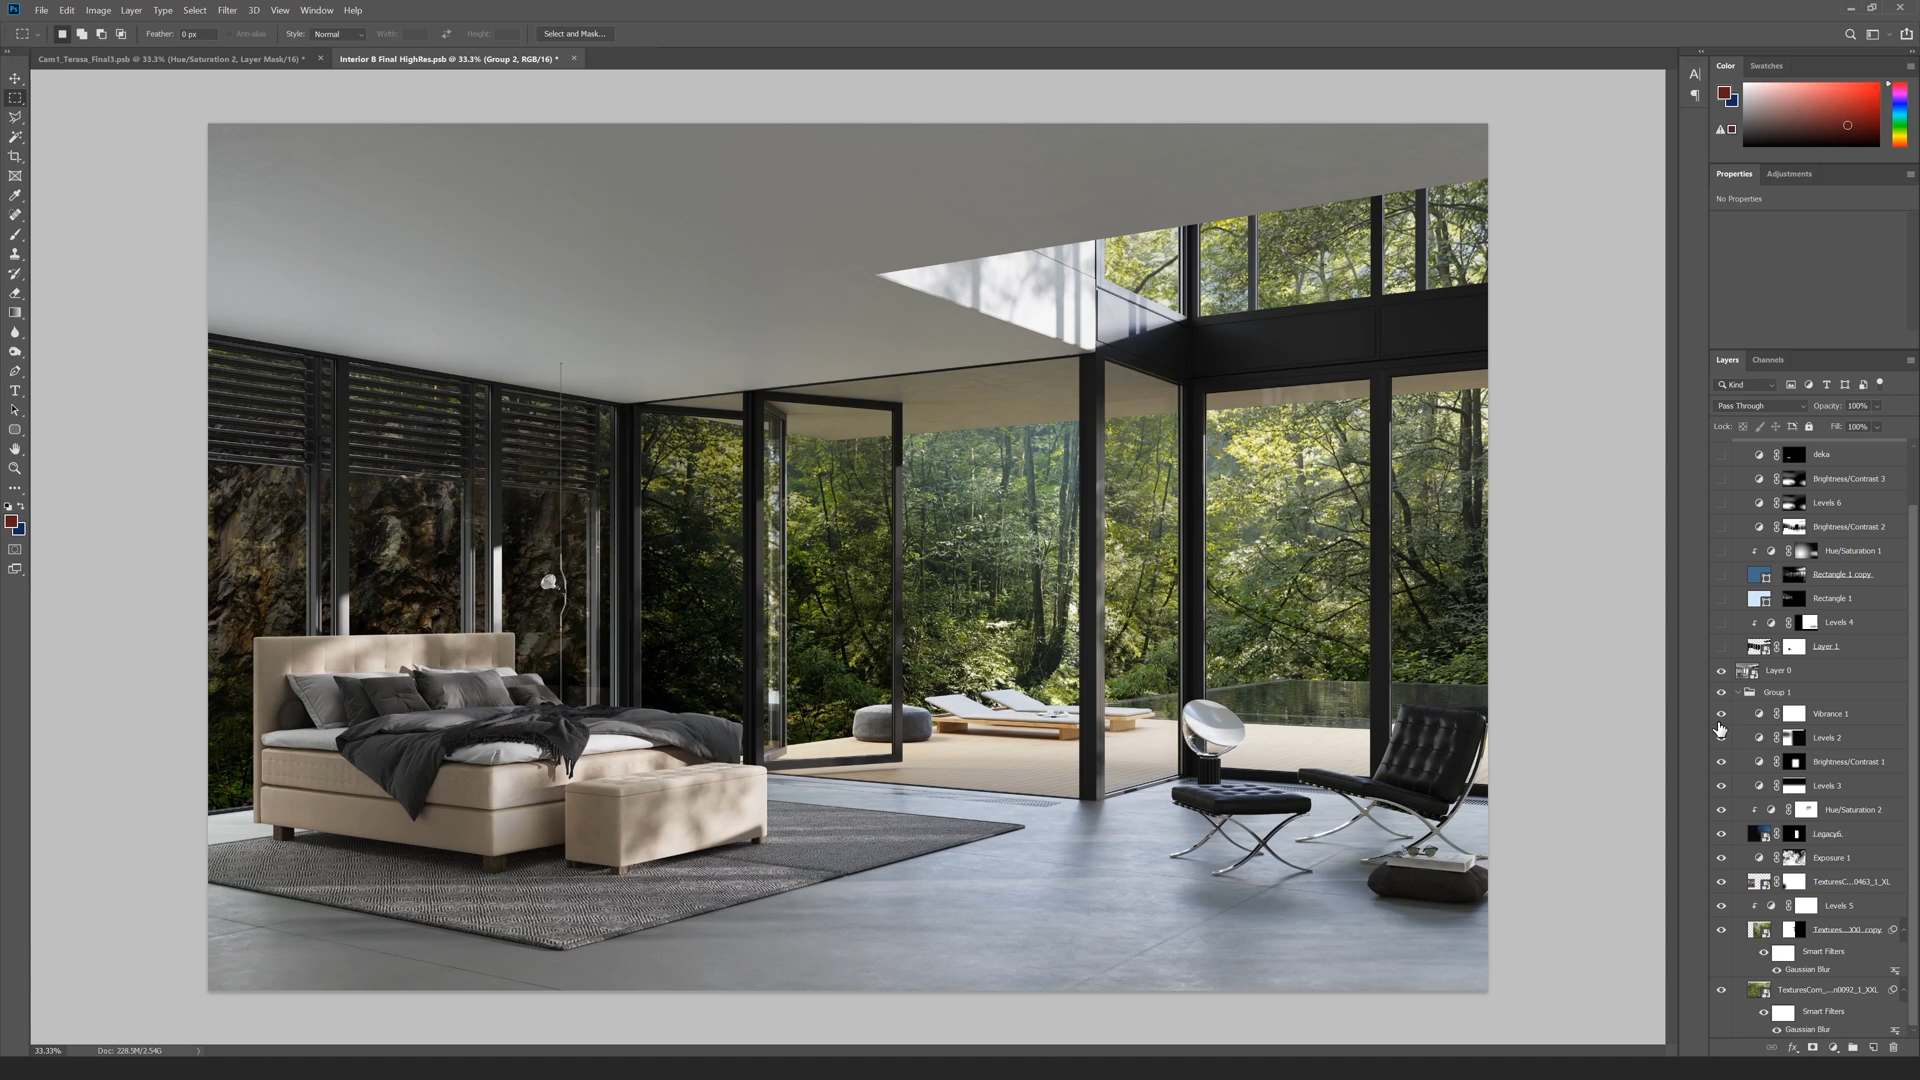 Ps File Edit Image Layer Type Select Filter 3D View Window Help
Feather: 0 px Anti-alias Style: Normal Width: Height: Select and Mask...
Cam1_Terasa_Final3.psb @ 33.3% (Hue/Saturation 2, Layer Mask/16) * × Interior B Final HighRes.psb @ 33.3% (Group 2, RGB/16) * ×
Color Swatches
Properties Adjustments
No Properties
Layers Channels
Kind
Pass Through Opacity: 100%
Lock: Fill: 100%
deka
Brightness/Contrast 3
Levels 6
Brightness/Contrast 2
Hue/Saturation 1
Rectangle 1 copy
Rectangle 1
Levels 4
Layer 1
Layer 0
Group 1
Vibrance 1
Levels 2
Brightness/Contrast 1
Levels 3
Hue/Saturation 2
Legacy6
Exposure 1
TexturesC...0463_1_XL
Levels 5
Textures...XXL copy
Smart Filters
Gaussian Blur
TexturesCom_...n0092_1_XXL
Smart Filters
Gaussian Blur
33.33% Doc: 228.5M/2.54G